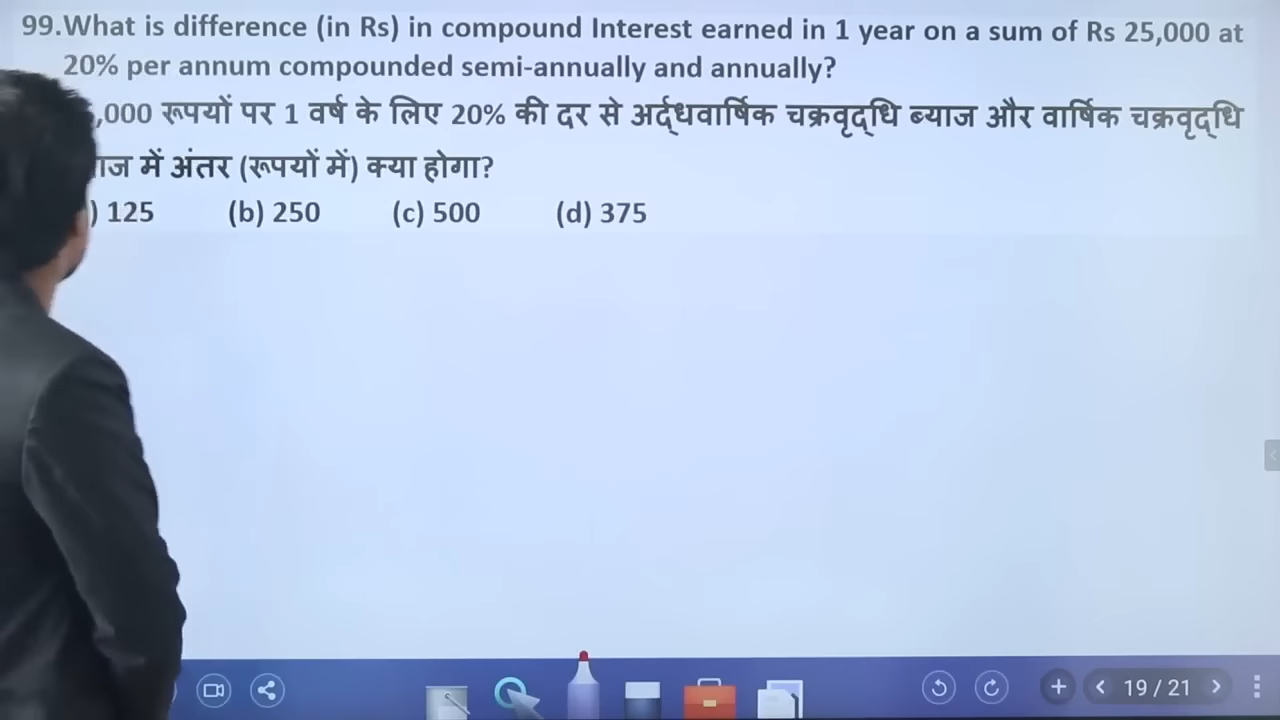 99.What is difference (in Rs) in compound Interest earned in 1 year on a sum of Rs 25,000 at
20% per annum compounded semi-annually and annually?
,000 रूपयों पर 1 वर्ष के लिए 20% की दर से अर्द्धवार्षिक चक्रवृद्धि ब्याज और वार्षिक चक्रवृद्धि
ाज में अंतर (रूपयों में) क्या होगा?
) 125 (b) 250 (c) 500 (d) 375
19 / 21